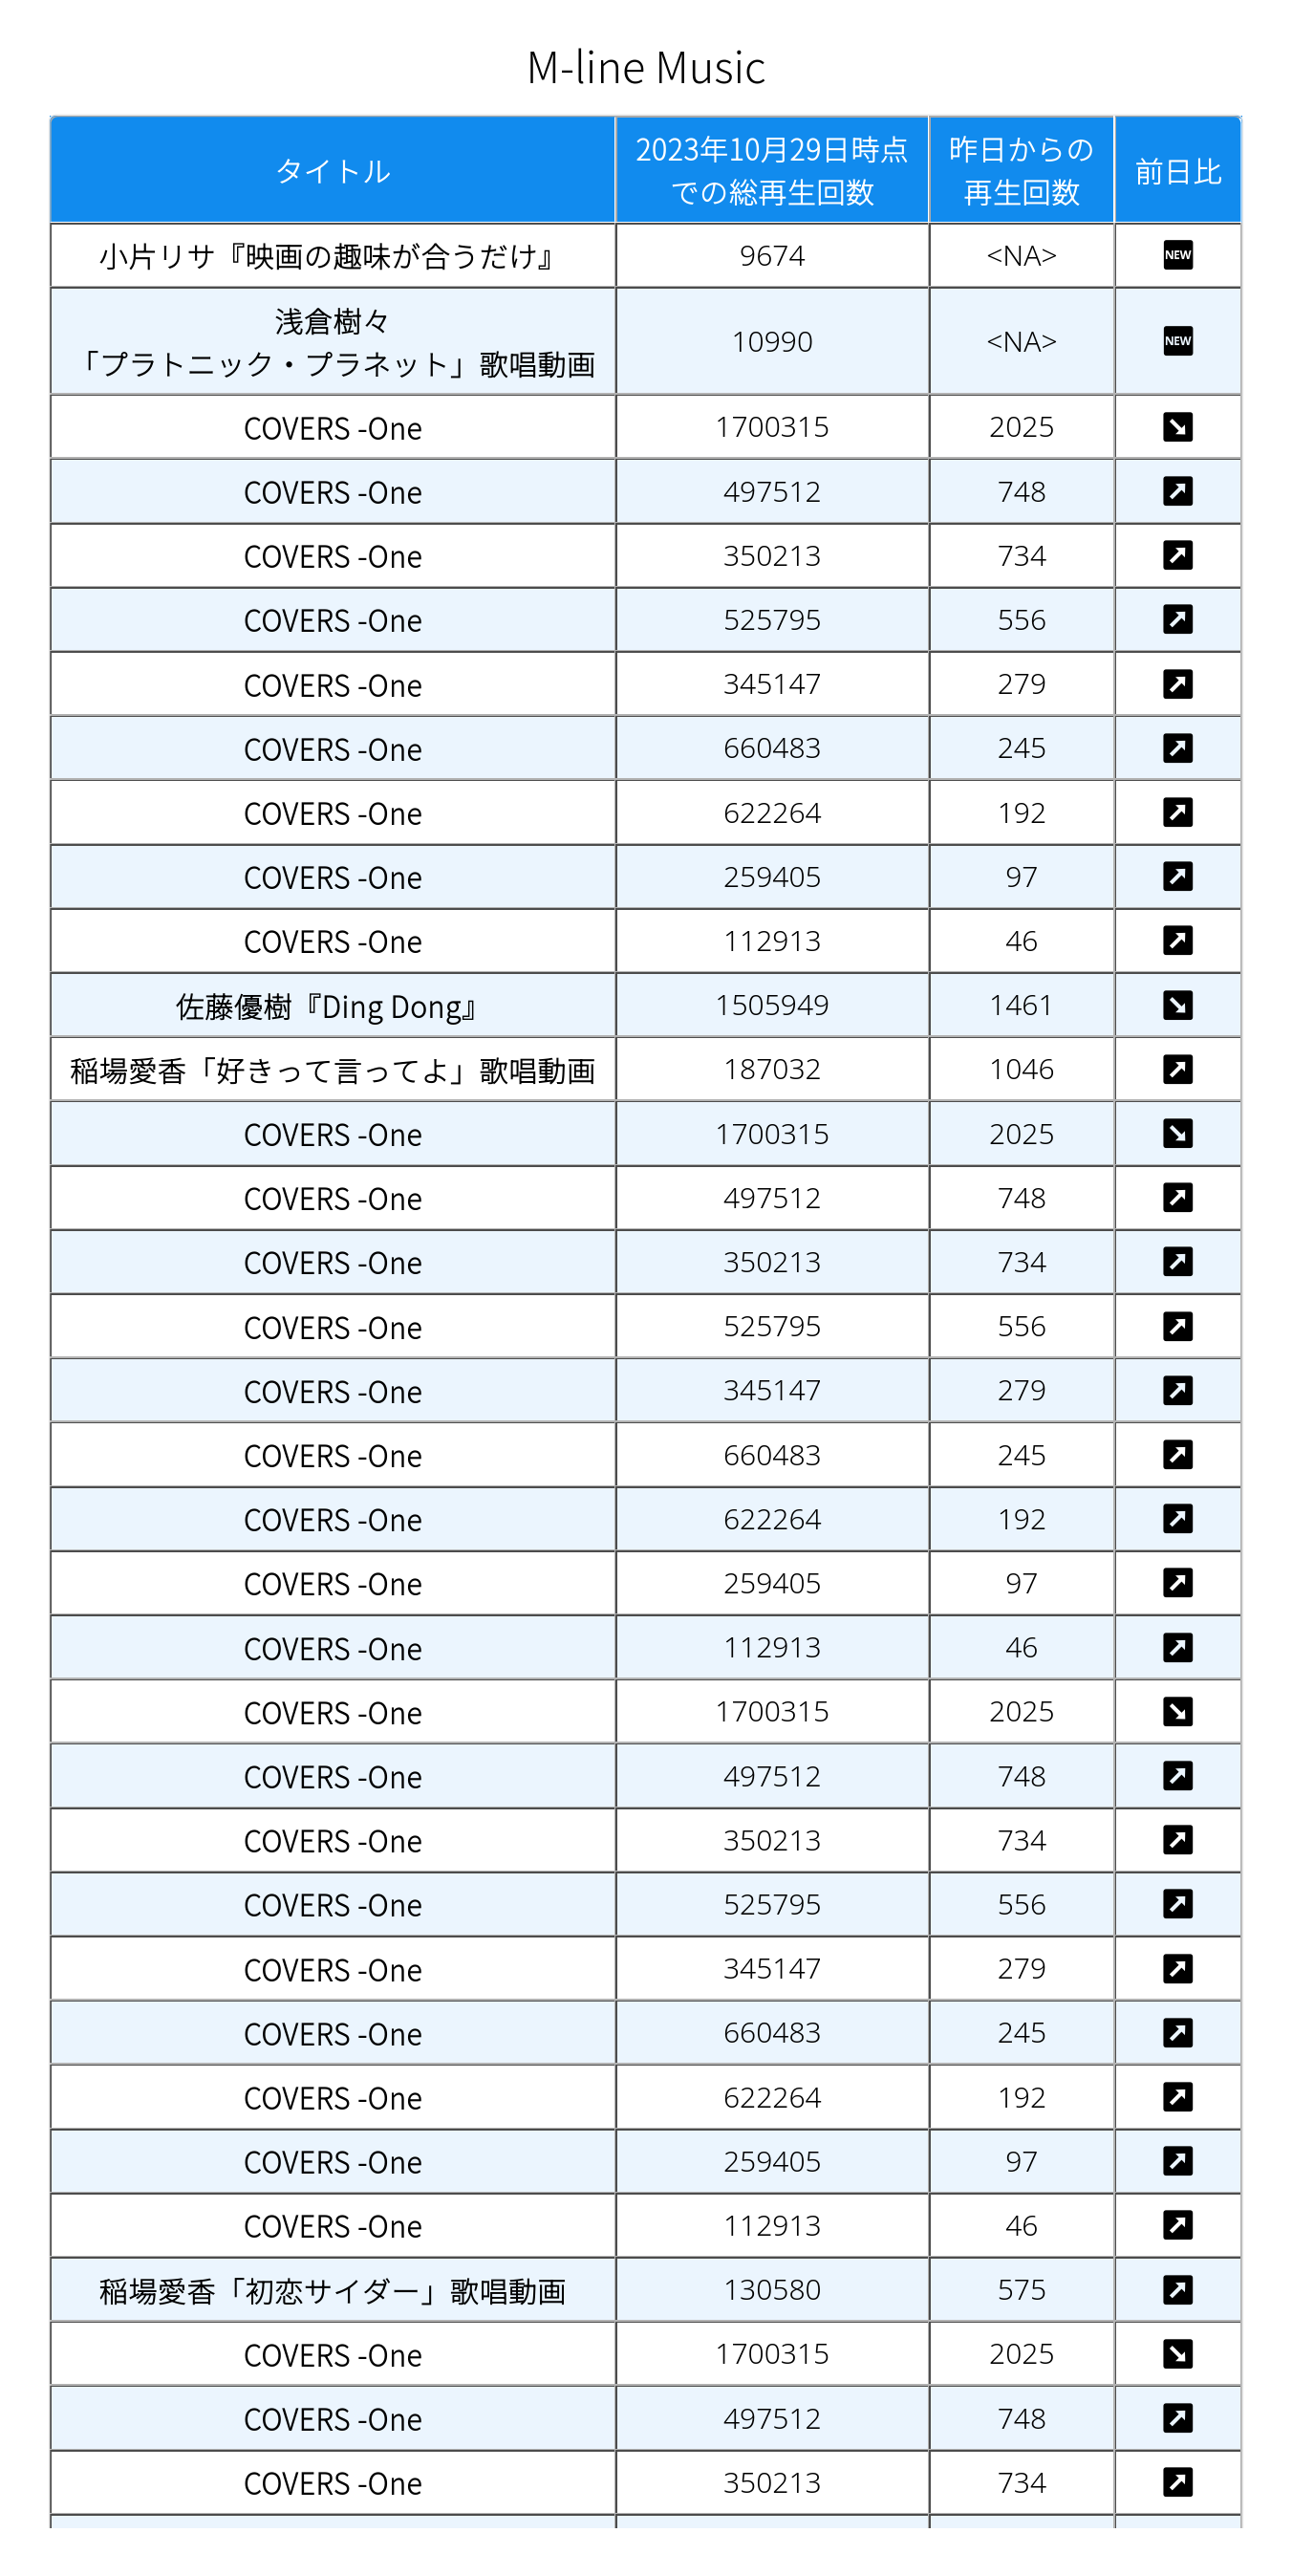 M-line Music
タイトル 2023年10月29日時点 昨日からの 前日比
での総再生回数 再生回数
小片リサ『映画の趣味が合うだけ』 9674 <NA> NEW
浅倉樹々
「プラトニック・プラネット」歌唱動画 10990 <NA> NEW
COVERS -One 1700315 2025 ↘
COVERS -One 497512 748 ↗
COVERS -One 350213 734 ↗
COVERS -One 525795 556 ↗
COVERS -One 345147 279 ↗
COVERS -One 660483 245 ↗
COVERS -One 622264 192 ↗
COVERS -One 259405 97 ↗
COVERS -One 112913 46 ↗
佐藤優樹『Ding Dong』 1505949 1461 ↘
稲場愛香「好きって言ってよ」歌唱動画 187032 1046 ↗
COVERS -One 1700315 2025 ↘
COVERS -One 497512 748 ↗
COVERS -One 350213 734 ↗
COVERS -One 525795 556 ↗
COVERS -One 345147 279 ↗
COVERS -One 660483 245 ↗
COVERS -One 622264 192 ↗
COVERS -One 259405 97 ↗
COVERS -One 112913 46 ↗
COVERS -One 1700315 2025 ↘
COVERS -One 497512 748 ↗
COVERS -One 350213 734 ↗
COVERS -One 525795 556 ↗
COVERS -One 345147 279 ↗
COVERS -One 660483 245 ↗
COVERS -One 622264 192 ↗
COVERS -One 259405 97 ↗
COVERS -One 112913 46 ↗
稲場愛香「初恋サイダー」歌唱動画 130580 575 ↗
COVERS -One 1700315 2025 ↘
COVERS -One 497512 748 ↗
COVERS -One 350213 734 ↗